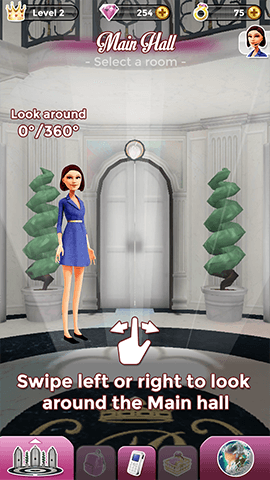 Level 2
254
75
Main Hall
- Select a room -
Look around
0°/360°
Swipe left or right to look
around the Main hall